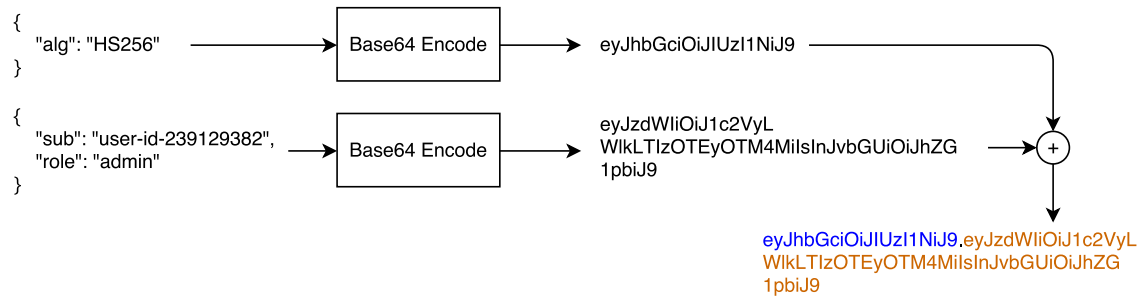 {
"alg": "HS256"
}
Base64 Encode
eyJhbGciOiJIUzI1NiJ9
{
"sub": "user-id-239129382",
"role": "admin"
}
Base64 Encode
eyJzdWIiOiJ1c2VyL
WlkLTIzOTEyOTM4MiIsInJvbGUiOiJhZG
1pbiJ9
+
eyJhbGciOiJIUzI1NiJ9.eyJzdWIiOiJ1c2VyL
WlkLTIzOTEyOTM4MiIsInJvbGUiOiJhZG
1pbiJ9